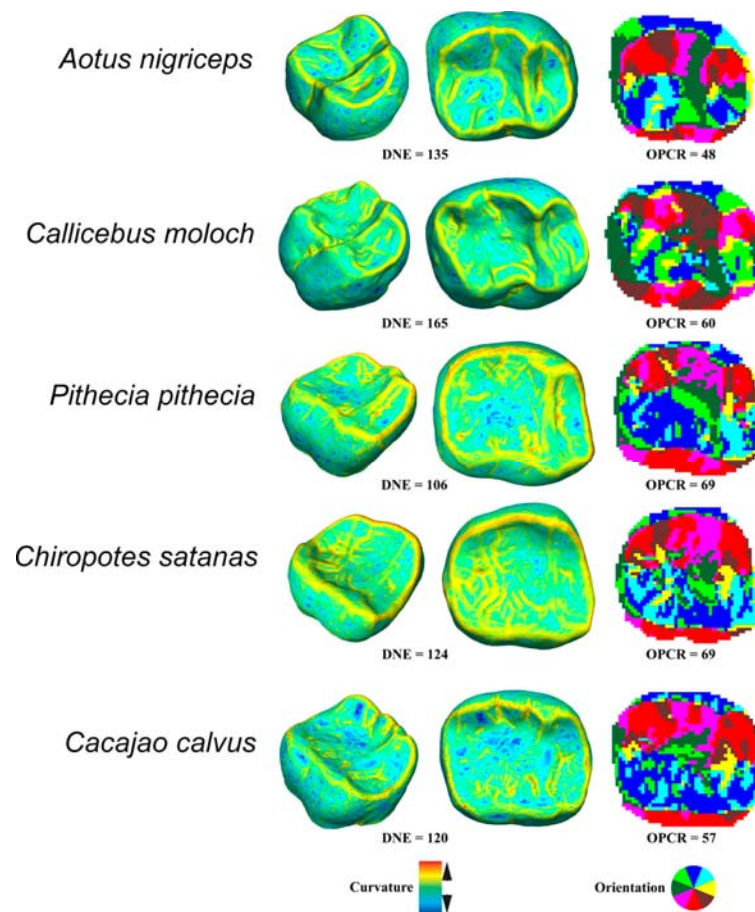 Aotus nigriceps
DNE = 135
OPCR = 48
Callicebus moloch
DNE = 165
OPCR = 60
Pithecia pithecia
DNE = 106
OPCR = 69
Chiropotes satanas
DNE = 124
OPCR = 69
Cacajao calvus
DNE = 120
OPCR = 57
Curvature
Orientation